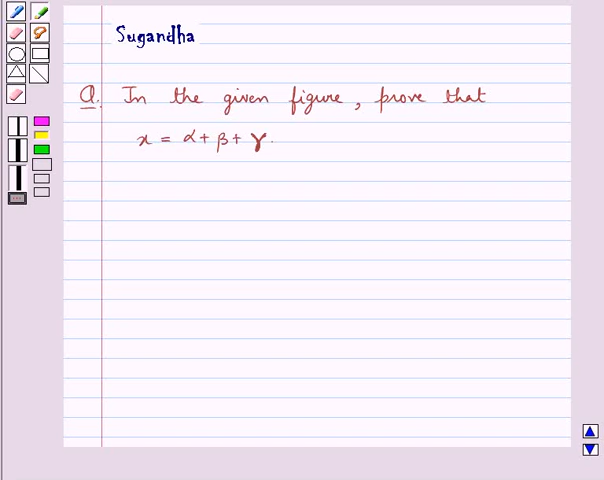 Sugandha
Q. In the given figure, prove that
x = α + β + γ.